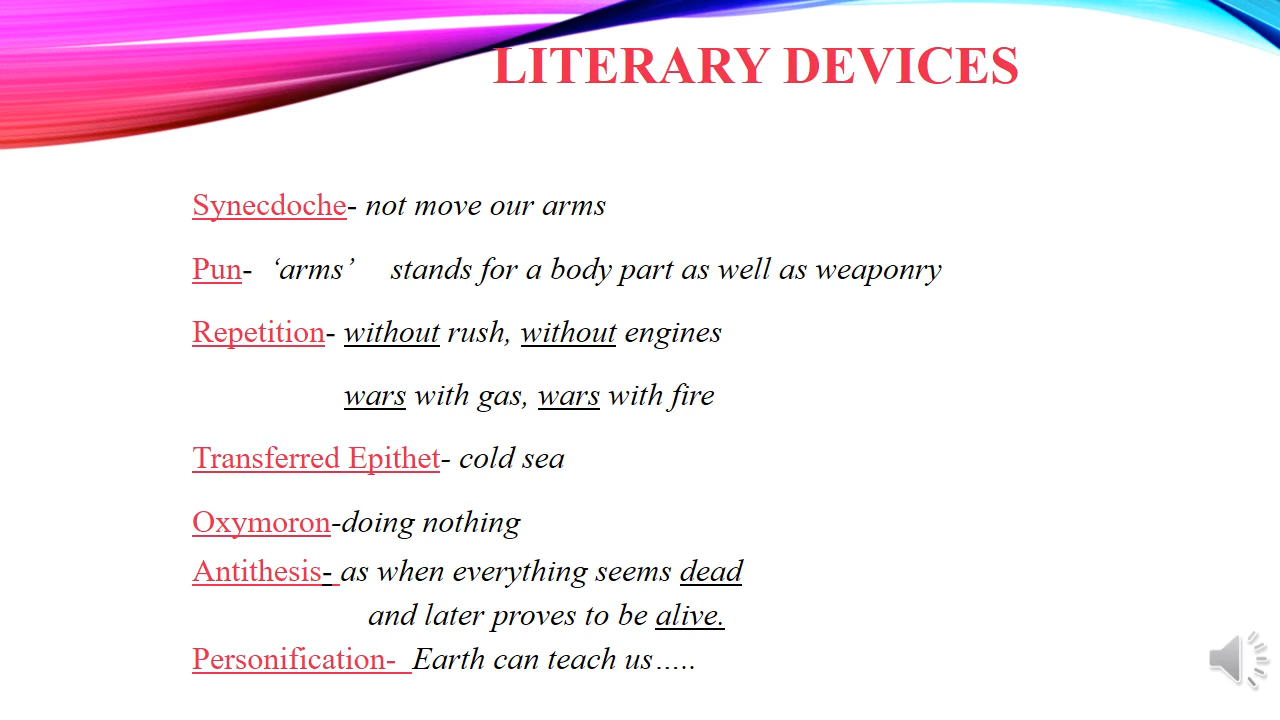 LITERARY DEVICES
Synecdoche- not move our arms
Pun- ‘arms’ stands for a body part as well as weaponry
Repetition- without rush, without engines
wars with gas, wars with fire
Transferred Epithet- cold sea
Oxymoron-doing nothing
Antithesis- as when everything seems dead
and later proves to be alive.
Personification- Earth can teach us…..